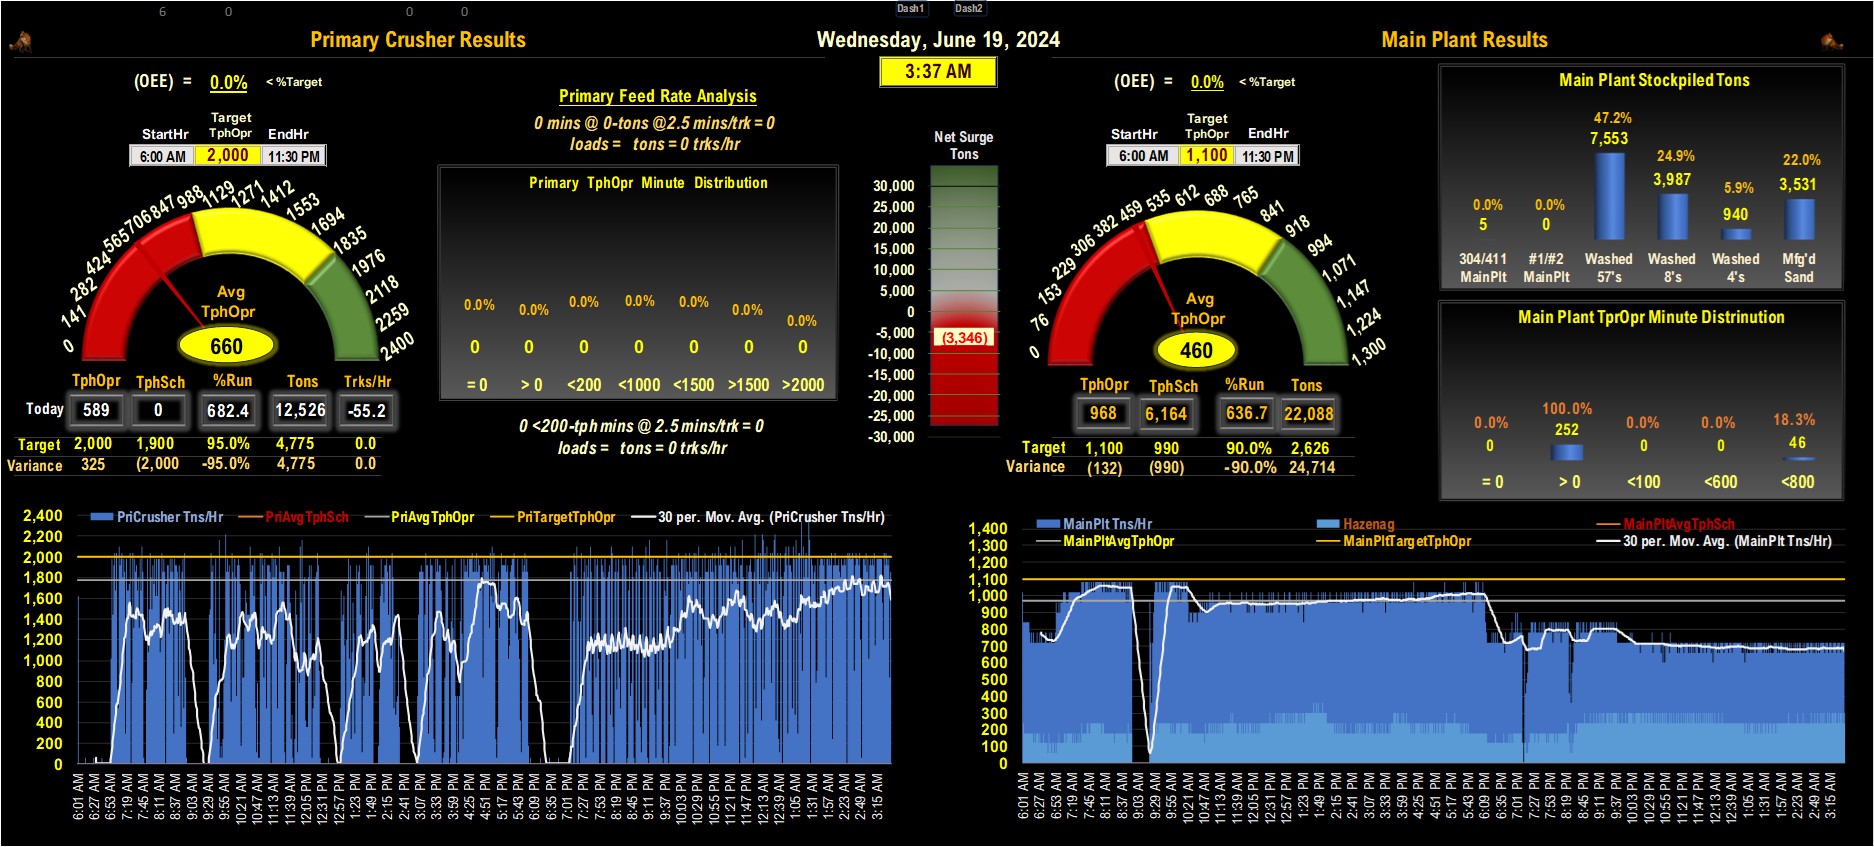 6 0 0 0 Dash1 Dash2
Primary Crusher Results
Wednesday, June 19, 2024
Main Plant Results
3:37 AM
(OEE) = 0.0% < %Target
Target
StartHr TphOpr EndHr
6:00 AM 2,000 11:30 PM
0 141 282 424 565 706 847 988 1129 1271 1412 1553 1694 1835 1976 2118 2259 2400
Avg
TphOpr
660
TphOpr TphSch %Run Tons Trks/Hr
Today 589 0 682.4 12,526 -55.2
Target 2,000 1,900 95.0% 4,775 0.0
Variance 325 (2,000 -95.0% 4,775 0.0
Primary Feed Rate Analysis
0 mins @ 0-tons @2.5 mins/trk = 0
loads = tons = 0 trks/hr
Primary TphOpr Minute Distribution
0.0% 0.0% 0.0% 0.0% 0.0% 0.0% 0.0%
0 0 0 0 0 0 0
= 0 > 0 <200 <1000 <1500 >1500 >2000
0 <200-tph mins @ 2.5 mins/trk = 0
loads = tons = 0 trks/hr
Net Surge
Tons
30,000
25,000
20,000
15,000
10,000
5,000
0
-5,000
(3,346)
-10,000
-15,000
-20,000
-25,000
-30,000
(OEE) = 0.0% < %Target
Target
StartHr TphOpr EndHr
6:00 AM 1,100 11:30 PM
0 76 153 229 306 382 459 535 612 688 765 841 918 994 1,071 1,147 1,224 1,300
Avg
TphOpr
460
TphOpr TphSch %Run Tons
968 6,164 636.7 22,088
Target 1,100 990 90.0% 2,626
Variance (132) (990) -90.0% 24,714
Main Plant Stockpiled Tons
0.0% 0.0% 47.2% 24.9% 5.9% 22.0%
5 0 7,553 3,987 940 3,531
304/411 #1/#2 Washed Washed Washed Mfg'd
MainPlt MainPlt 57's 8's 4's Sand
Main Plant TprOpr Minute Distrinution
0.0% 100.0% 0.0% 0.0% 18.3%
0 252 0 0 46
= 0 > 0 <100 <600 <800
PriCrusher Tns/Hr PriAvgTphSch PriAvgTphOpr PriTargetTphOpr 30 per. Mov. Avg. (PriCrusher Tns/Hr)
2,400
2,200
2,000
1,800
1,600
1,400
1,200
1,000
800
600
400
200
0
6:01 AM 6:27 AM 6:53 AM 7:19 AM 7:45 AM 8:11 AM 8:37 AM 9:03 AM 9:29 AM 9:55 AM 10:21 AM 10:47 AM 11:13 AM 11:39 AM 12:05 PM 12:31 PM 12:57 PM 1:23 PM 1:49 PM 2:15 PM 2:41 PM 3:07 PM 3:33 PM 3:59 PM 4:25 PM 4:51 PM 5:17 PM 5:43 PM 6:09 PM 6:35 PM 7:01 PM 7:27 PM 7:53 PM 8:19 PM 8:45 PM 9:11 PM 9:37 PM 10:03 PM 10:29 PM 10:55 PM 11:21 PM 11:47 PM 12:13 AM 12:39 AM 1:05 AM 1:31 AM 1:57 AM 2:23 AM 2:49 AM 3:15 AM
MainPlt Tns/Hr Hazenag MainPltAvgTphSch
MainPltAvgTphOpr MainPltTargetTphOpr 30 per. Mov. Avg. (MainPlt Tns/Hr)
1,400
1,300
1,200
1,100
1,000
900
800
700
600
500
400
300
200
100
0
6:01 AM 6:27 AM 6:53 AM 7:19 AM 7:45 AM 8:11 AM 8:37 AM 9:03 AM 9:29 AM 9:55 AM 10:21 AM 10:47 AM 11:13 AM 11:39 AM 12:05 PM 12:31 PM 12:57 PM 1:23 PM 1:49 PM 2:15 PM 2:41 PM 3:07 PM 3:33 PM 3:59 PM 4:25 PM 4:51 PM 5:17 PM 5:43 PM 6:09 PM 6:35 PM 7:01 PM 7:27 PM 7:53 PM 8:19 PM 8:45 PM 9:11 PM 9:37 PM 10:03 PM 10:29 PM 10:55 PM 11:21 PM 11:47 PM 12:13 AM 12:39 AM 1:05 AM 1:31 AM 1:57 AM 2:23 AM 2:49 AM 3:15 AM